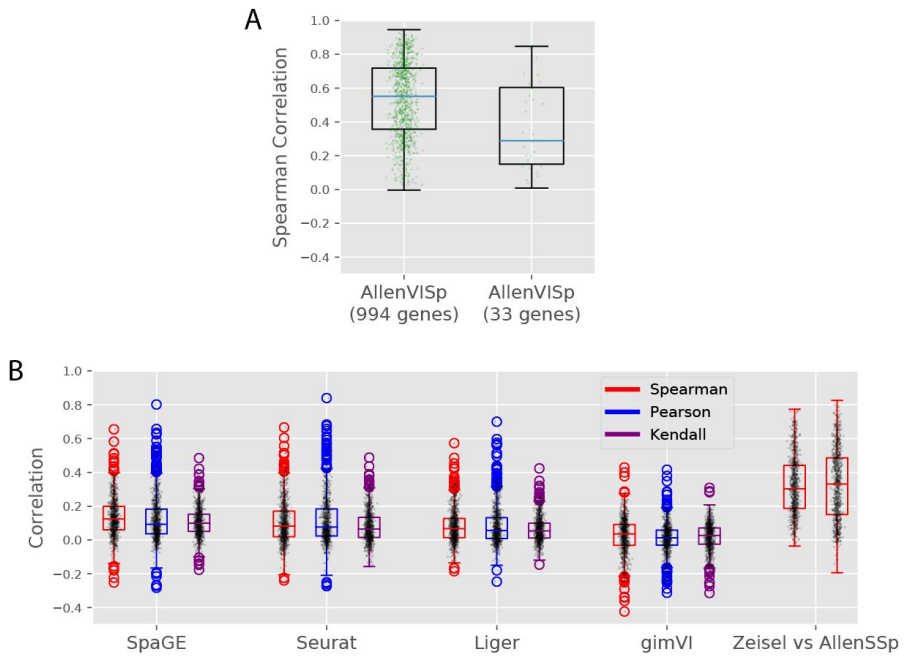 A
Spearman Correlation
1.0
0.8
0.6
0.4
0.2
0.0
−0.2
−0.4
AllenVISp
(994 genes)
AllenVISp
(33 genes)
B
Correlation
1.0
0.8
0.6
0.4
0.2
0.0
−0.2
−0.4
Spearman
Pearson
Kendall
SpaGE
Seurat
Liger
gimVI
Zeisel vs AllenSSp